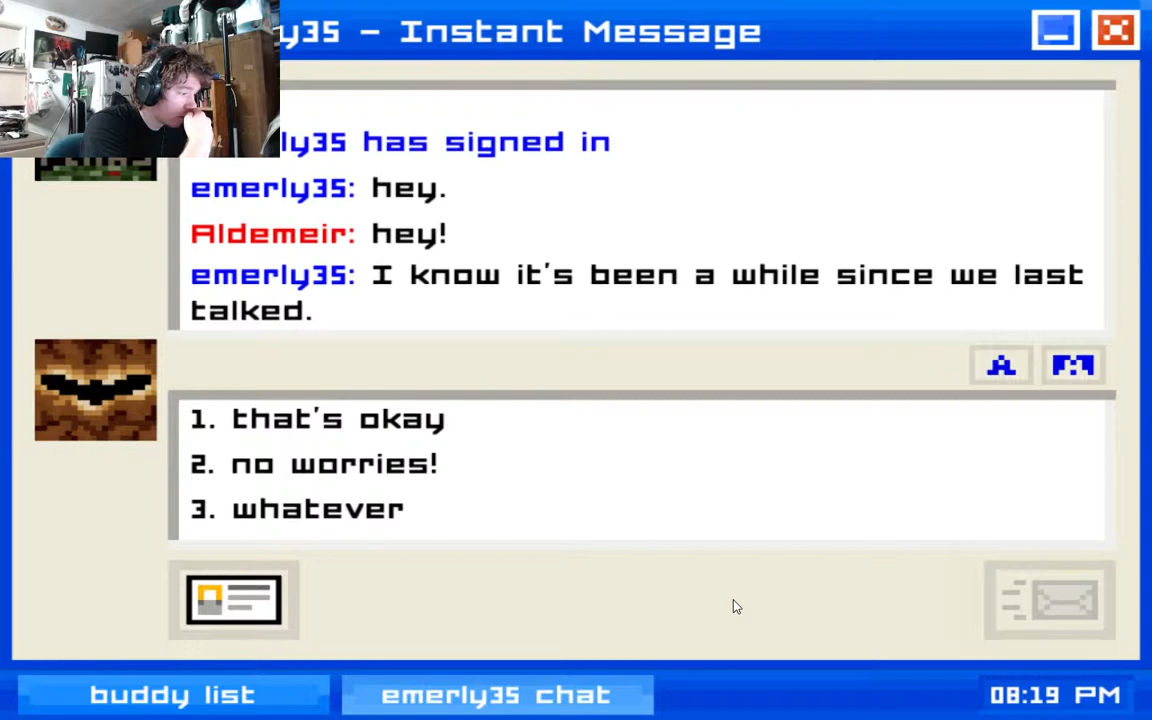 y35 - Instant Message
ly35 has signed in
emerly35: hey.
Aldemeir: hey!
emerly35: I know it's been a while since we last
talked.
A
1. that's okay
2. no worries!
3. whatever
buddy list
emerly35 chat
08:19 PM